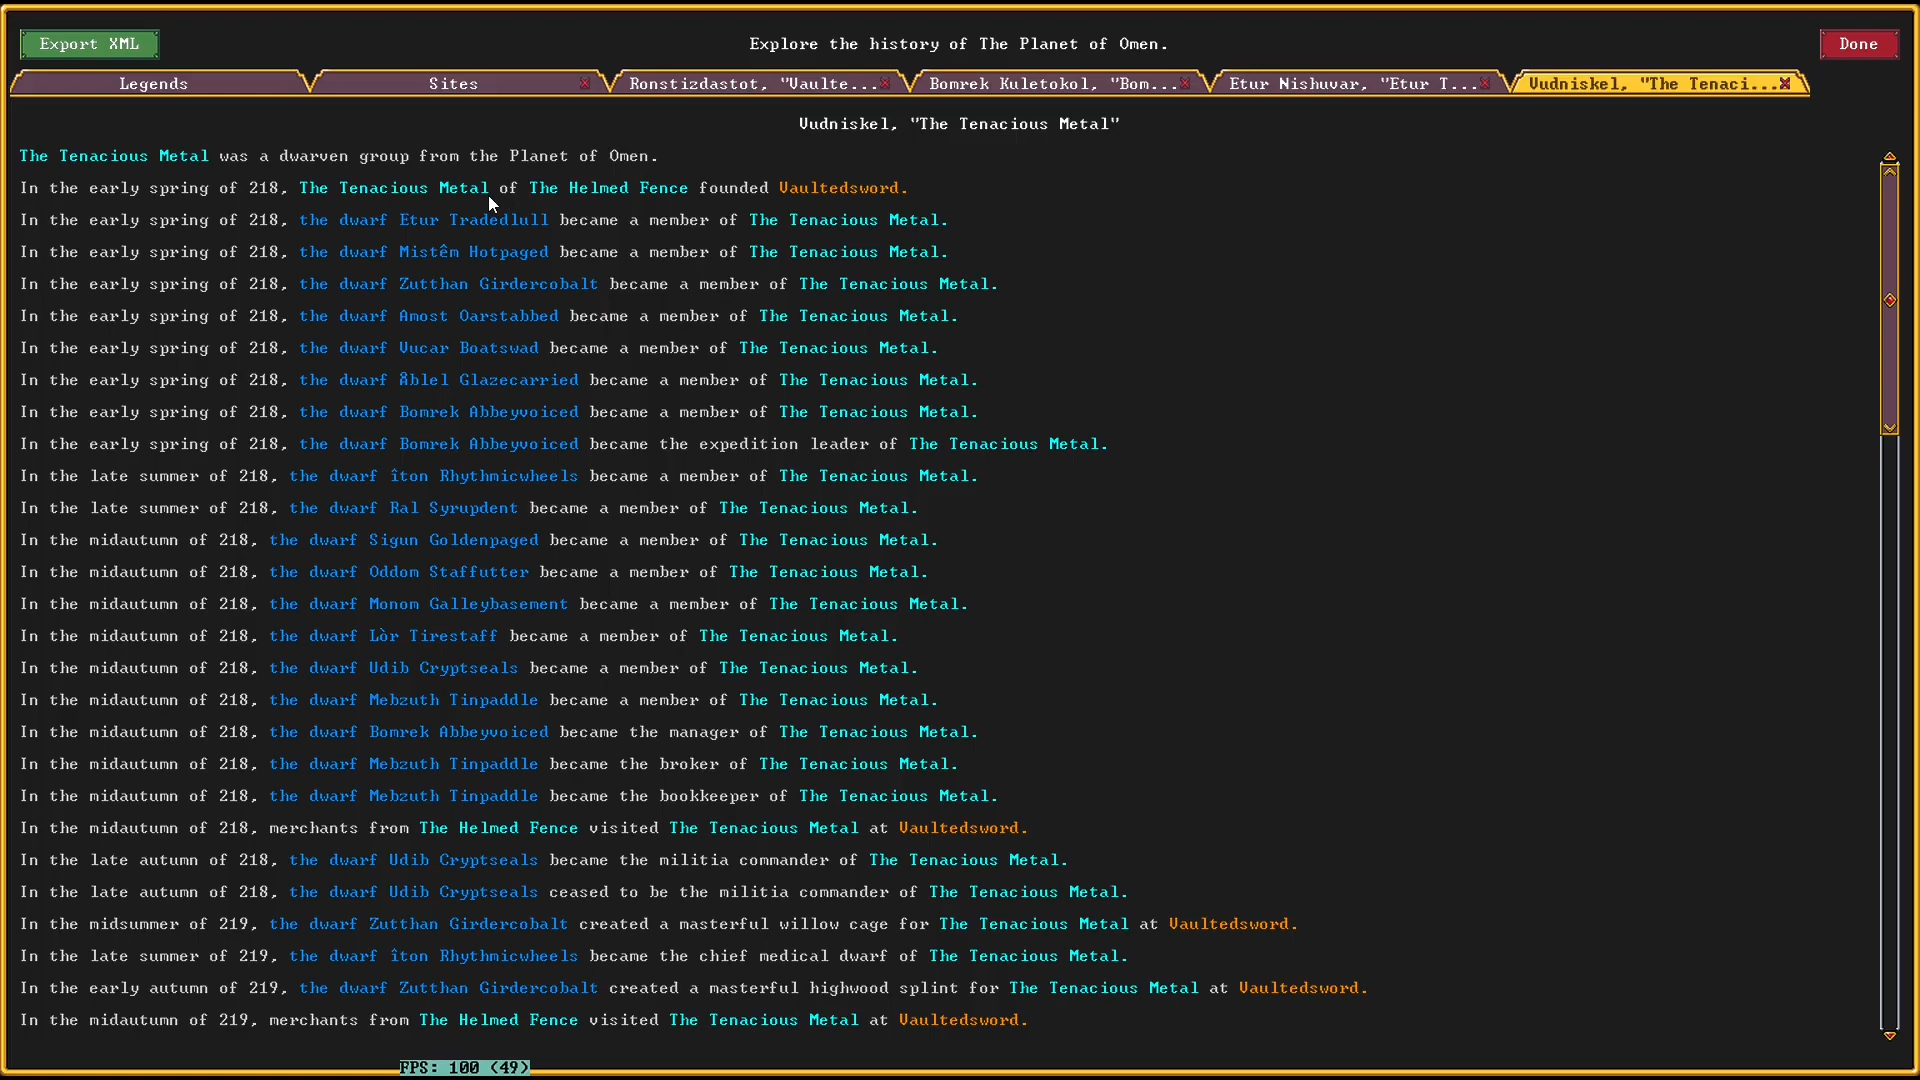 Export XML
Explore the history of The Planet of Omen.
Done
Legends
Sites
Ronstizdastot, "Vaulte...
Bomrek Kuletokol, "Bom...
Etur Nishuvar, "Etur T...
Vudniskel, "The Tenaci...
Vudniskel, "The Tenacious Metal"
The Tenacious Metal was a dwarven group from the Planet of Omen.
In the early spring of 218, The Tenacious Metal of The Helmed Fence founded Vaultedsword.
In the early spring of 218, the dwarf Etur Tradedlull became a member of The Tenacious Metal.
In the early spring of 218, the dwarf Mistêm Hotpaged became a member of The Tenacious Metal.
In the early spring of 218, the dwarf Zutthan Girdercobalt became a member of The Tenacious Metal.
In the early spring of 218, the dwarf Amost Oarstabbed became a member of The Tenacious Metal.
In the early spring of 218, the dwarf Vucar Boatswad became a member of The Tenacious Metal.
In the early spring of 218, the dwarf Åblel Glazecarried became a member of The Tenacious Metal.
In the early spring of 218, the dwarf Bomrek Abbeyvoiced became a member of The Tenacious Metal.
In the early spring of 218, the dwarf Bomrek Abbeyvoiced became the expedition leader of The Tenacious Metal.
In the late summer of 218, the dwarf îton Rhythmicwheels became a member of The Tenacious Metal.
In the late summer of 218, the dwarf Ral Syrupdent became a member of The Tenacious Metal.
In the midautumn of 218, the dwarf Sigun Goldenpaged became a member of The Tenacious Metal.
In the midautumn of 218, the dwarf Oddom Staffutter became a member of The Tenacious Metal.
In the midautumn of 218, the dwarf Monom Galleybasement became a member of The Tenacious Metal.
In the midautumn of 218, the dwarf Lòr Tirestaff became a member of The Tenacious Metal.
In the midautumn of 218, the dwarf Udib Cryptseals became a member of The Tenacious Metal.
In the midautumn of 218, the dwarf Mebzuth Tinpaddle became a member of The Tenacious Metal.
In the midautumn of 218, the dwarf Bomrek Abbeyvoiced became the manager of The Tenacious Metal.
In the midautumn of 218, the dwarf Mebzuth Tinpaddle became the broker of The Tenacious Metal.
In the midautumn of 218, the dwarf Mebzuth Tinpaddle became the bookkeeper of The Tenacious Metal.
In the midautumn of 218, merchants from The Helmed Fence visited The Tenacious Metal at Vaultedsword.
In the late autumn of 218, the dwarf Udib Cryptseals became the militia commander of The Tenacious Metal.
In the late autumn of 218, the dwarf Udib Cryptseals ceased to be the militia commander of The Tenacious Metal.
In the midsummer of 219, the dwarf Zutthan Girdercobalt created a masterful willow cage for The Tenacious Metal at Vaultedsword.
In the late summer of 219, the dwarf îton Rhythmicwheels became the chief medical dwarf of The Tenacious Metal.
In the early autumn of 219, the dwarf Zutthan Girdercobalt created a masterful highwood splint for The Tenacious Metal at Vaultedsword.
In the midautumn of 219, merchants from The Helmed Fence visited The Tenacious Metal at Vaultedsword.
FPS: 100 (49)